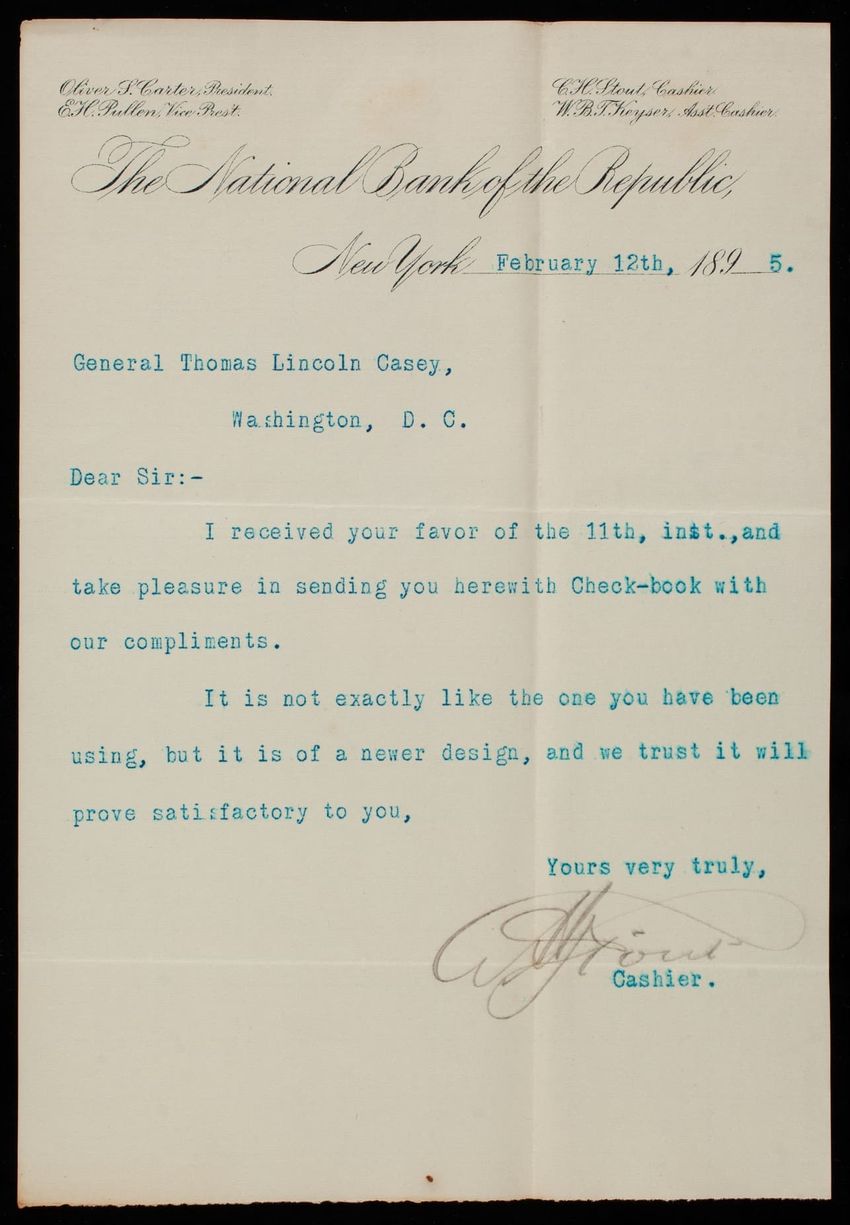 Oliver S. Carter, President.
E.H. Pullen, Vice Prest.
C.H. Stout, Cashier.
W.B.T. Keyser, Asst. Cashier.
The National Bank of the Republic,
New York February 12th, 1895.
General Thomas Lincoln Casey,
Washington, D. C.
Dear Sir:-
I received your favor of the 11th, inst.,and
take pleasure in sending you herewith Check-book with
our compliments.
It is not exactly like the one you have been
using, but it is of a newer design, and we trust it will
prove satisfactory to you,
Yours very truly,
C H Stout
Cashier.